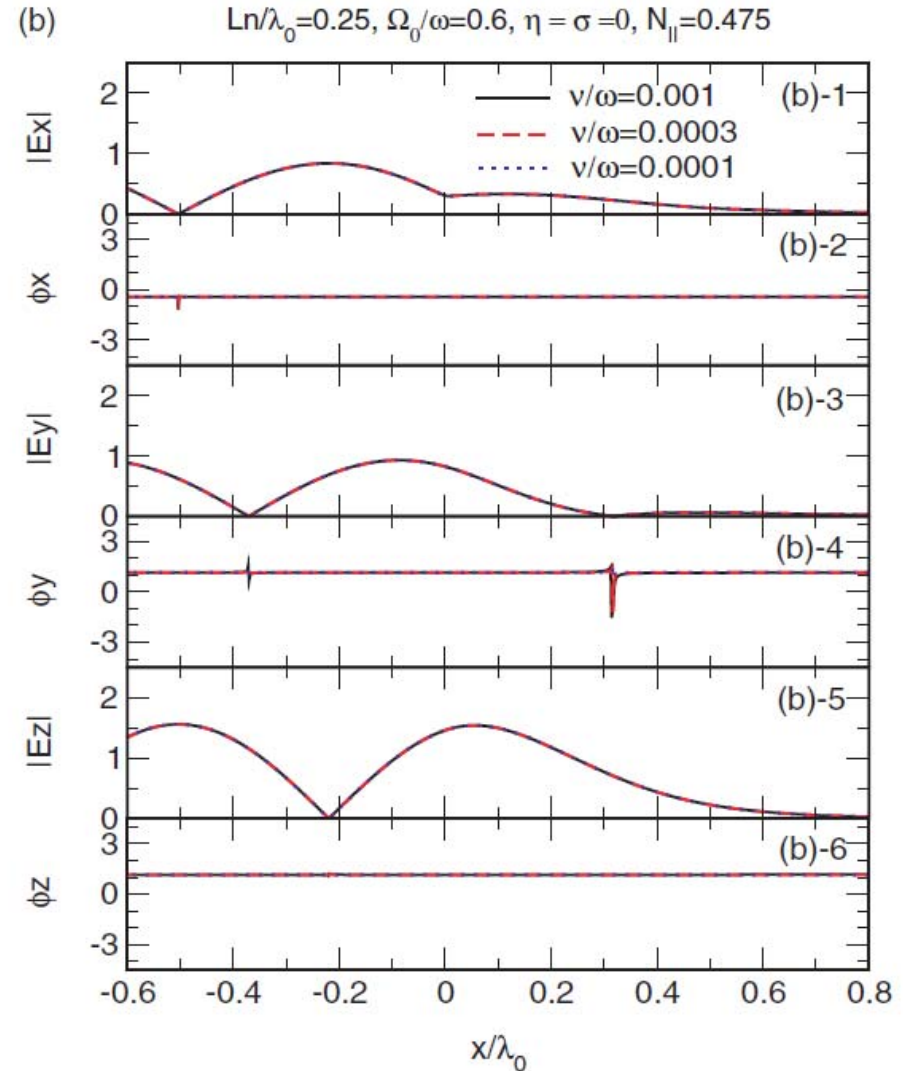 (b) Ln/λ₀=0.25, Ω₀/ω=0.6, η = σ =0, N_||=0.475
|Ex|
2
1
0
ν/ω=0.001
ν/ω=0.0003
ν/ω=0.0001
(b)-1
ϕx
3
0
-3
(b)-2
|Ey|
2
1
0
(b)-3
ϕy
3
0
-3
(b)-4
|Ez|
2
1
0
(b)-5
ϕz
3
0
-3
(b)-6
-0.6 -0.4 -0.2 0 0.2 0.4 0.6 0.8
x/λ₀